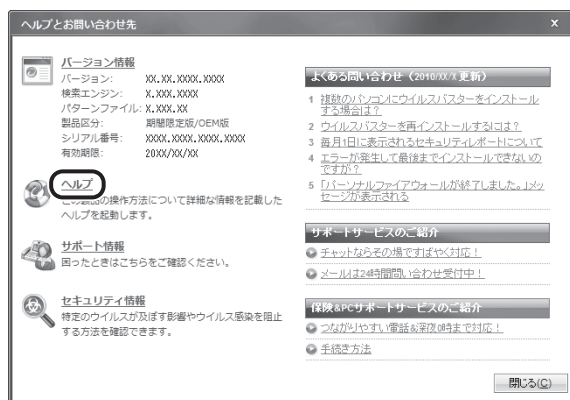 ヘルプとお問い合わせ先
x
バージョン情報
バージョン: XX.XX.XXXX.XXXX
検索エンジン: X.XXX.XXXX
パターンファイル: X.XXX.XX
製品区分: 期間限定版/OEM版
シリアル番号: XXXX.XXXX.XXXX.XXXX
有効期限: 20XX/XX/XX
ヘルプ
この製品の操作方法について詳細な情報を記載した
ヘルプを起動します。
サポート情報
困ったときはこちらをご確認ください。
セキュリティ情報
特定のウイルスが及ぼす影響やウイルス感染を阻止
する方法を確認できます。
よくある問い合わせ（2010/XX/X更新）
1 複数のパソコンにウイルスバスターをインストール
する場合は？
2 ウイルスバスターを再インストールするには？
3 毎月1日に表示されるセキュリティレポートについて
4 エラーが発生して最後までインストールできないの
ですが？
5 「パーソナルファイアウォールが終了しました。」メッ
セージが表示される
サポートサービスのご紹介
チャットならその場ですばやく対応！
メールは24時間問い合わせ受付中！
保険&PCサポートサービスのご紹介
つながりやすい電話&深夜0時まで対応！
手続き方法
閉じる(C)